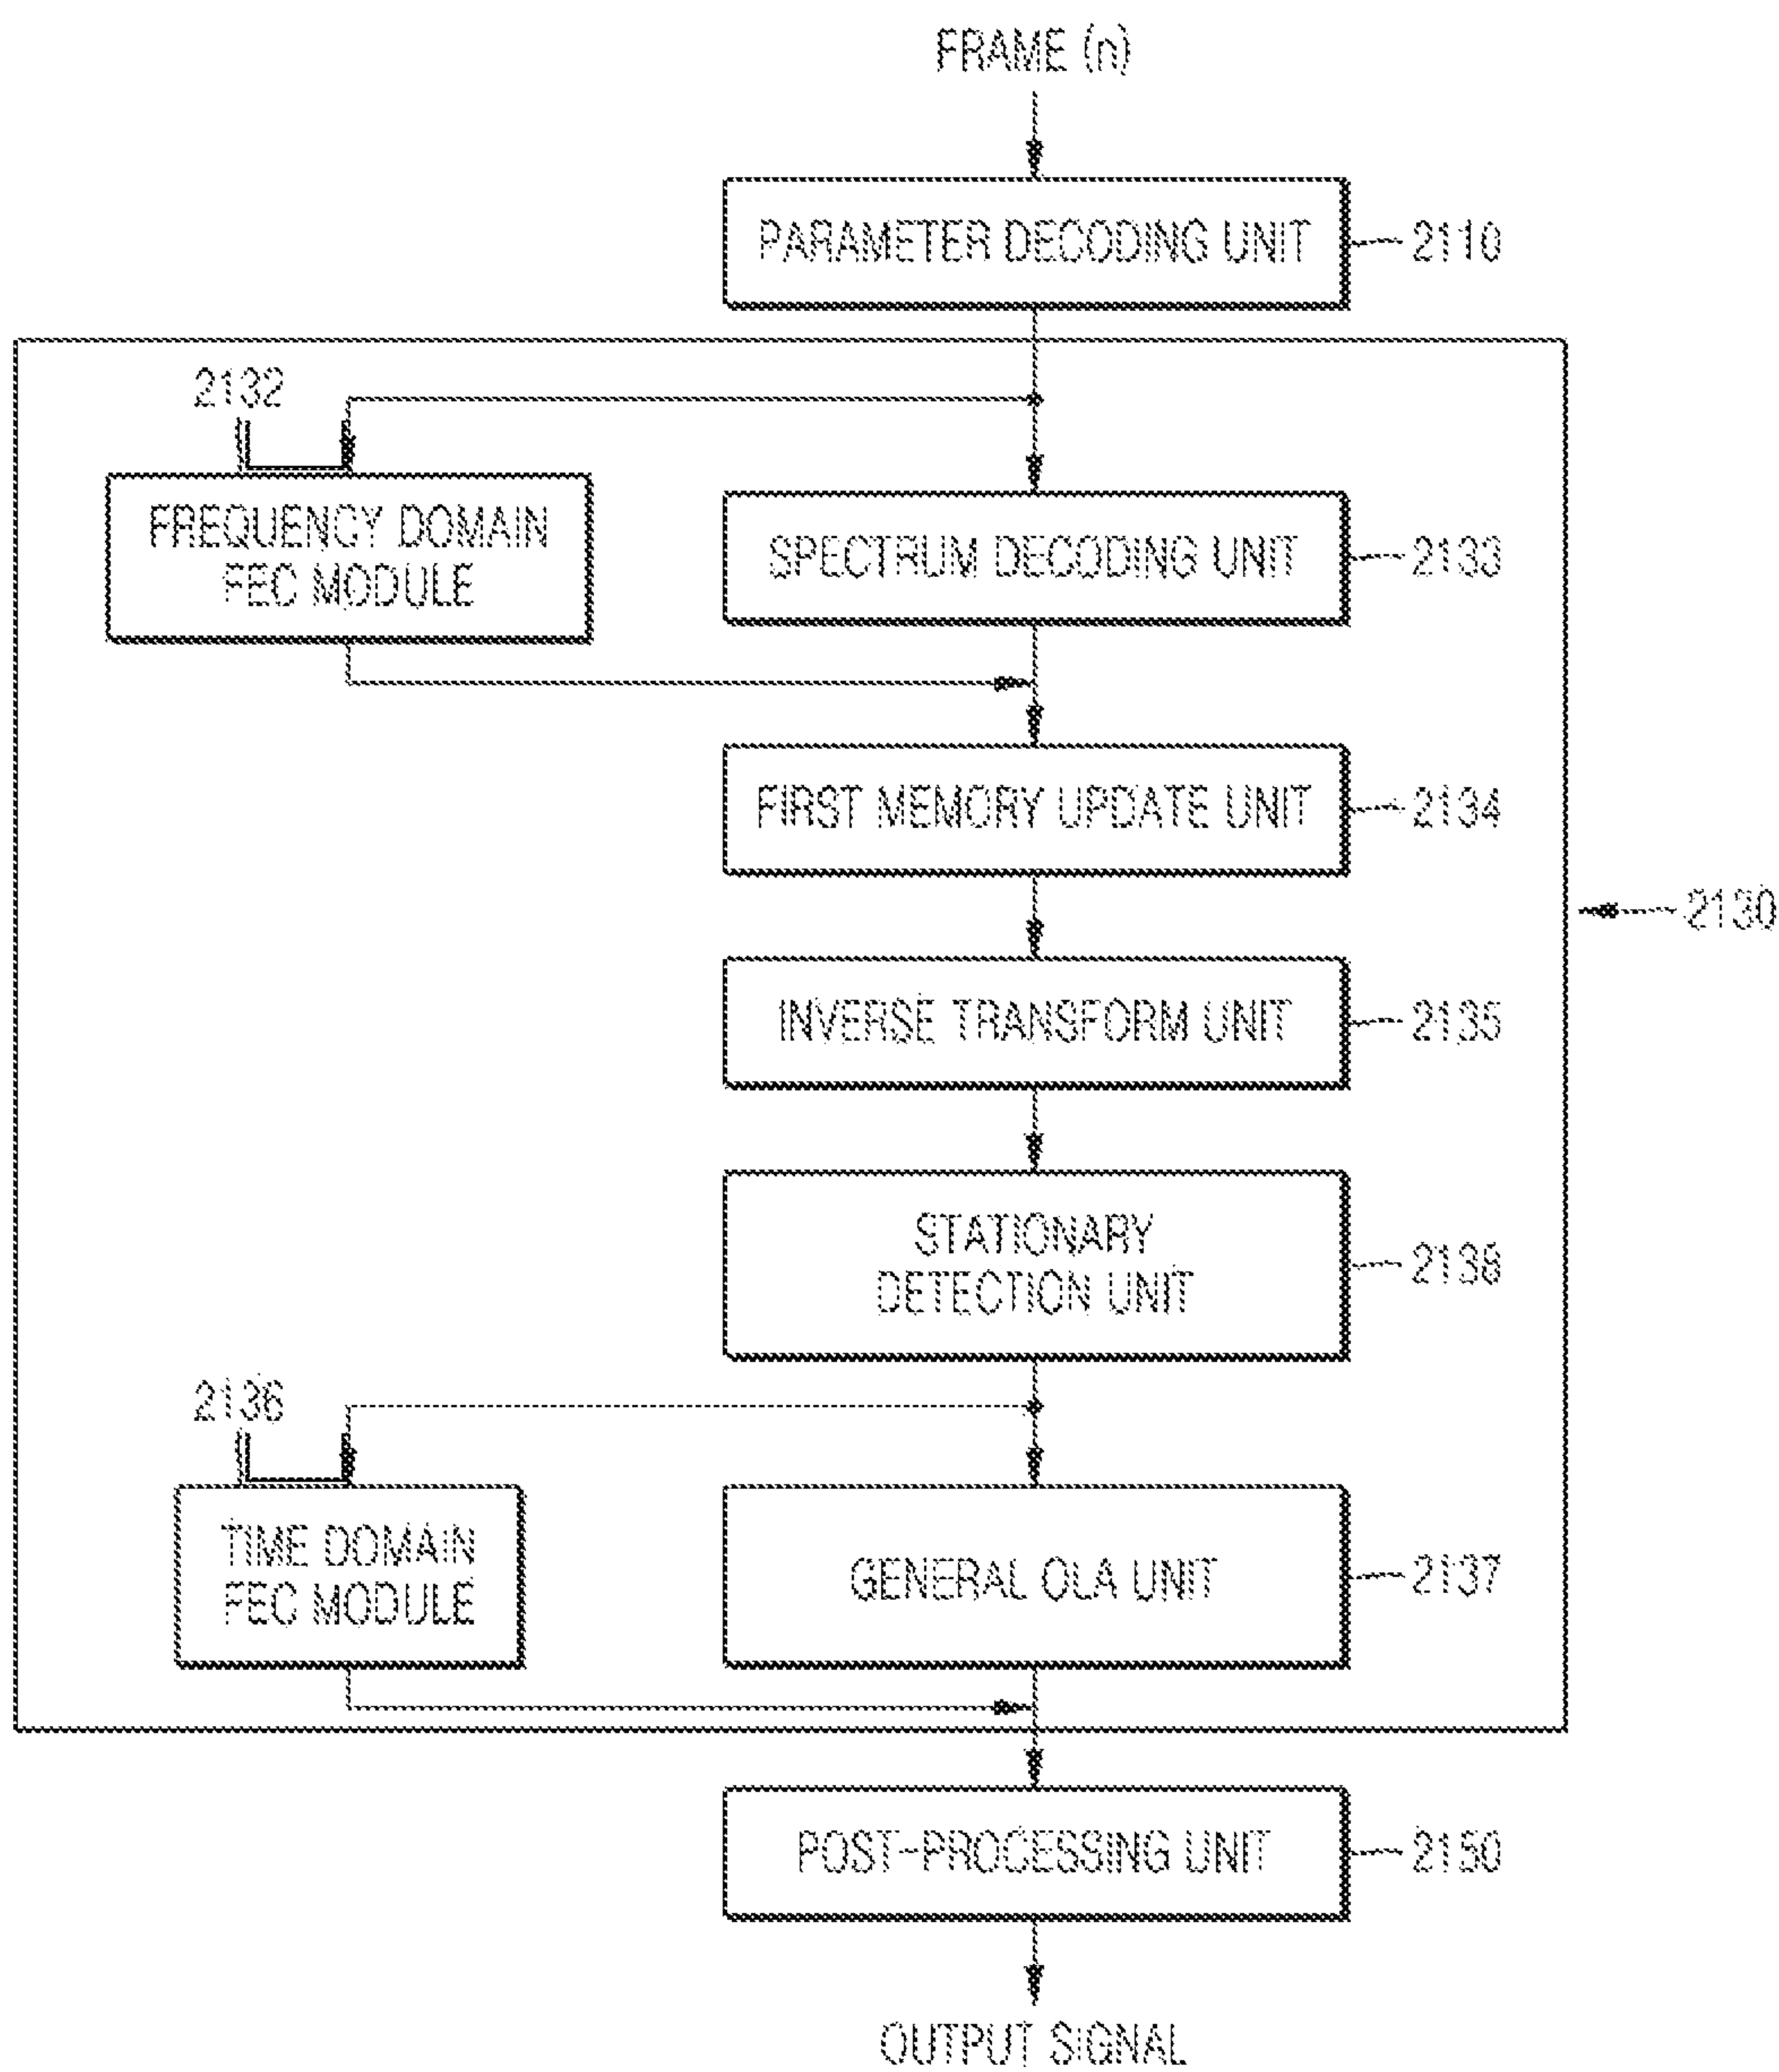 FRAME (n)
PARAMETER DECODING UNIT
2110
2132
FREQUENCY DOMAIN
FEC MODULE
SPECTRUM DECODING UNIT
2133
FIRST MEMORY UPDATE UNIT
2134
2130
INVERSE TRANSFORM UNIT
2135
STATIONARY
DETECTION UNIT
2138
2136
TIME DOMAIN
FEC MODULE
GENERAL OLA UNIT
2137
POST-PROCESSING UNIT
2150
OUTPUT SIGNAL